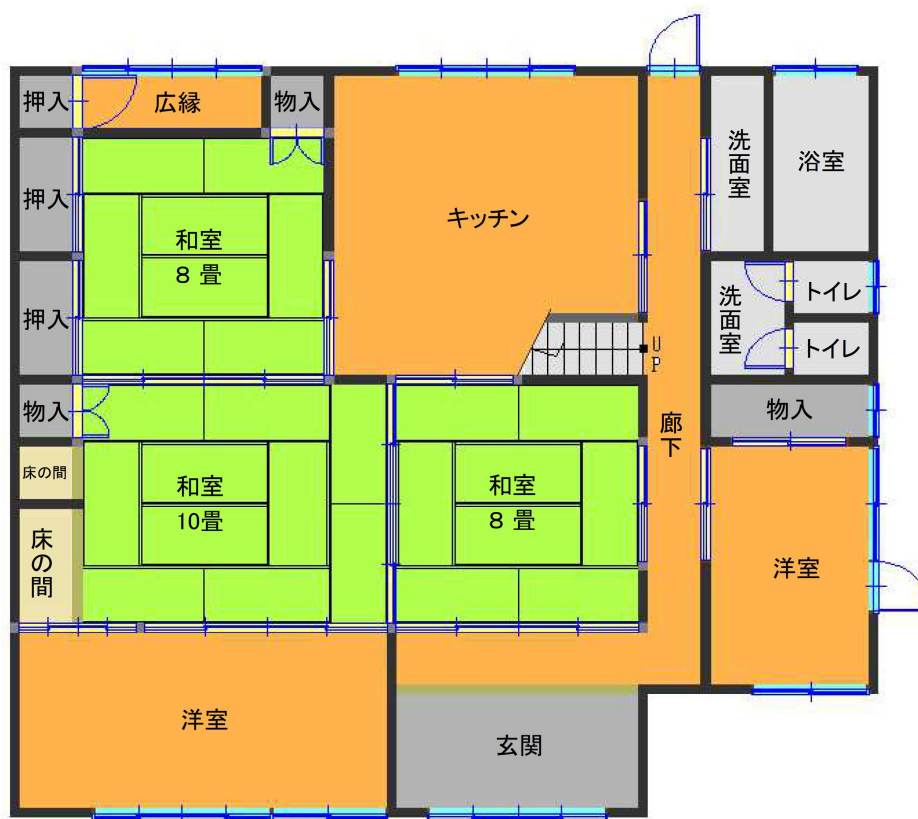 押入
広縁
物入
押入
和室
8 畳
キッチン
洗面室
浴室
押入
洗面室
トイレ
トイレ
UP
物入
床の間
和室
10畳
和室
8 畳
廊下
物入
床の間
洋室
洋室
玄関